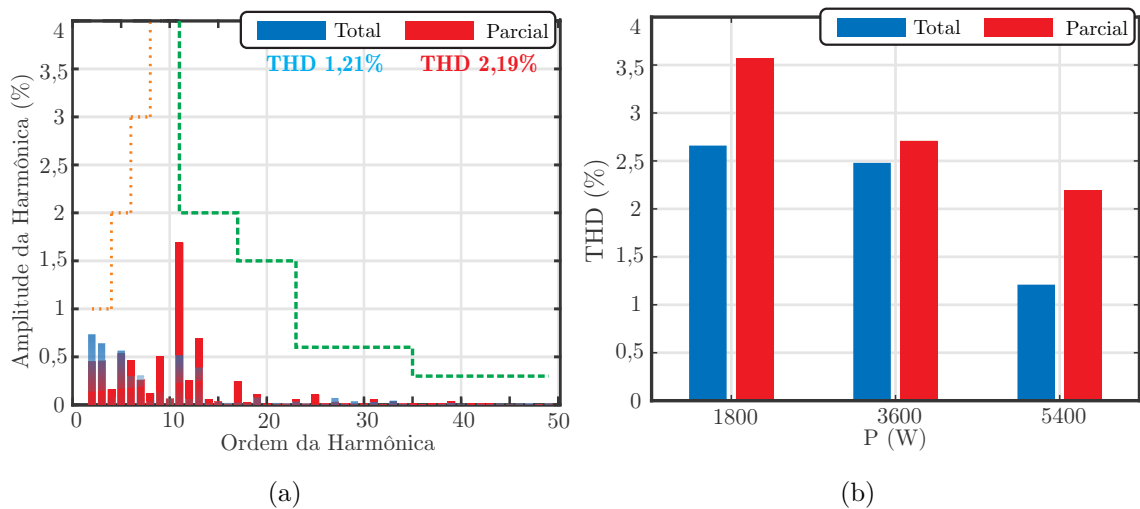 Total Parcial
THD 1,21% THD 2,19%
4
3,5
3
2,5
2
1,5
1
0,5
0
0 10 20 30 40 50
Amplitude da Harmônica (%)
Ordem da Harmônica
(a)
Total Parcial
4
3,5
3
2,5
2
1,5
1
0,5
0
1800 3600 5400
THD (%)
P (W)
(b)